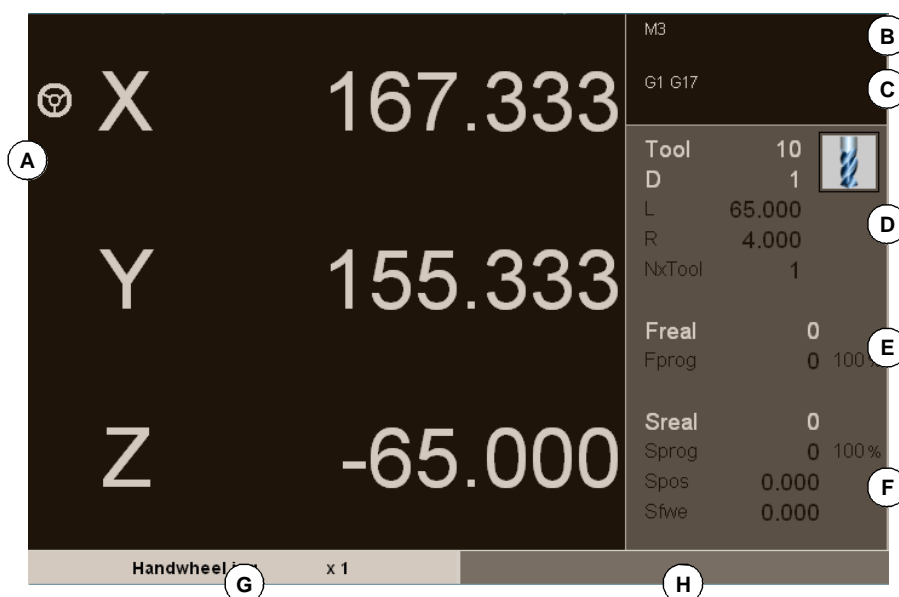 M3
G1 G17
X 167.333
Y 155.333
Z -65.000
Tool 10
D 1
L 65.000
R 4.000
NxTool 1
Freal 0
Fprog 0 100%
Sreal 0
Sprog 0 100%
Spos 0.000
Sfwe 0.000
Handwheel x 1
A
B
C
D
E
F
G
H